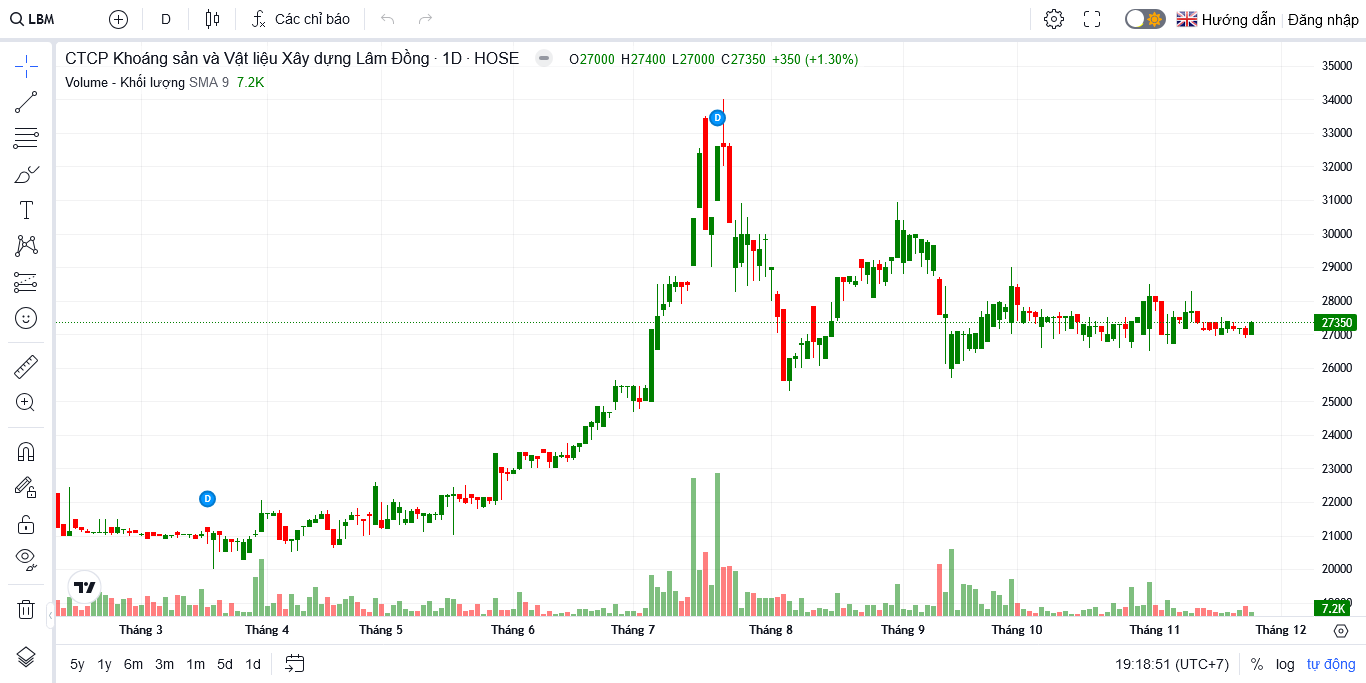 LBM D Các chỉ báo Hướng dẫn Đăng nhập
CTCP Khoáng sản và Vật liệu Xây dựng Lâm Đồng · 1D · HOSE O27000 H27400 L27000 C27350 +350 (+1.30%)
Volume - Khối lượng SMA 9 7.2K
35000
34000
D
33000
32000
31000
30000
29000
28000
27350
27000
26000
25000
24000
23000
22000
D
21000
20000
7.2K
Tháng 3 Tháng 4 Tháng 5 Tháng 6 Tháng 7 Tháng 8 Tháng 9 Tháng 10 Tháng 11 Tháng 12
5y 1y 6m 3m 1m 5d 1d 19:18:51 (UTC+7) % log tự động